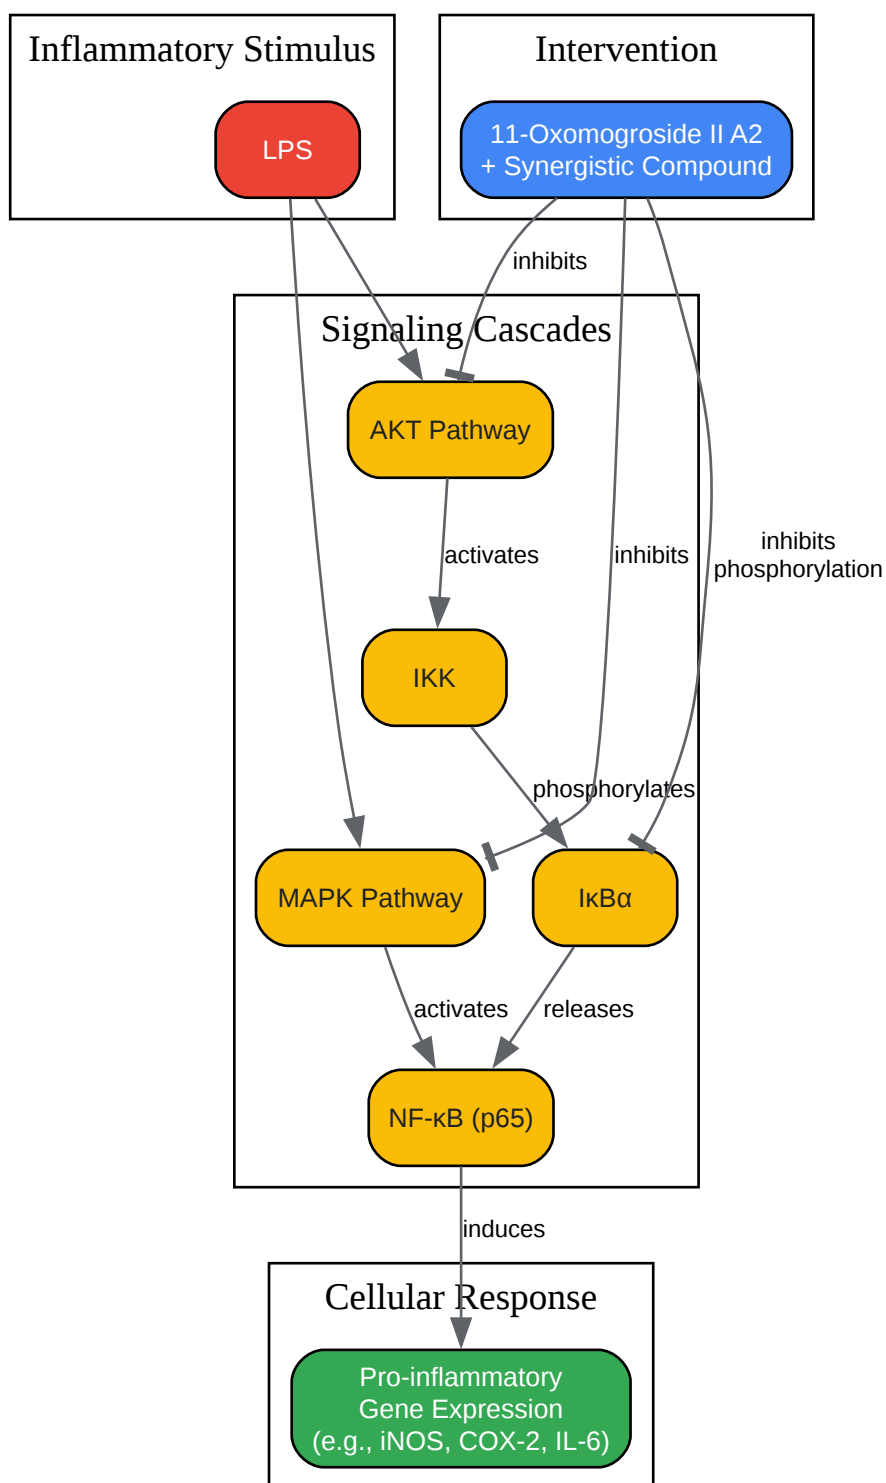 Inflammatory Stimulus
Intervention
LPS
11-Oxomogroside II A2
+ Synergistic Compound
inhibits
Signaling Cascades
AKT Pathway
activates
inhibits
inhibits
phosphorylation
IKK
phosphorylates
MAPK Pathway
IκBα
activates
releases
NF-κB (p65)
induces
Cellular Response
Pro-inflammatory
Gene Expression
(e.g., iNOS, COX-2, IL-6)